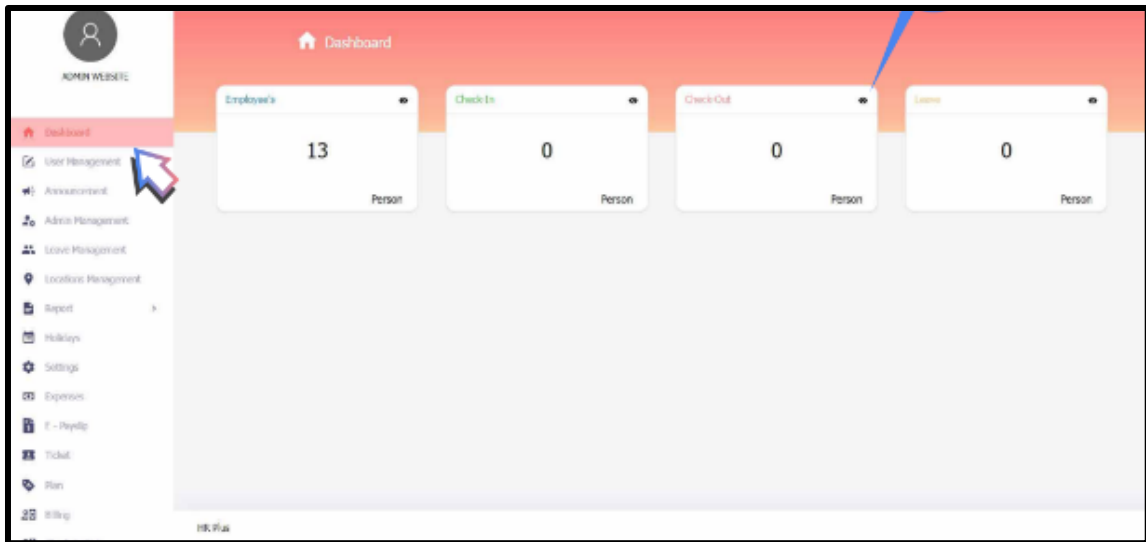 ADMIN WEBSITE
Dashboard
User Management
Announcement
Admin Management
Leave Management
Locations Management
Report
Holidays
Settings
Expenses
E - Payslip
Ticket
Plan
Billing
Dashboard
Employee's
13
Person
Check-In
0
Person
Check-Out
0
Person
Leave
0
Person
HR Plus